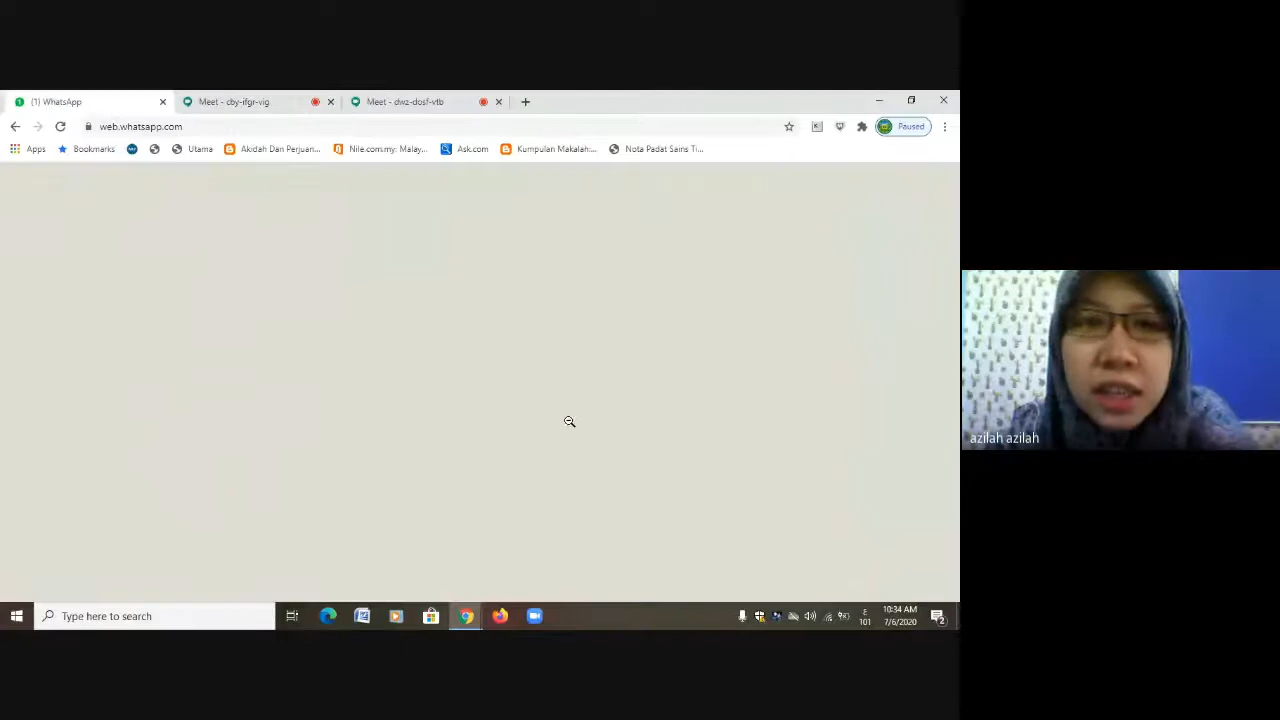 (1) WhatsApp
Meet - cby-ifgr-vig
Meet - dwz-dosf-vtb
web.whatsapp.com
Paused
Apps
Bookmarks
Utama
Akidah Dan Perjuan...
Nile.com.my: Malay...
Ask.com
Kumpulan Makalah:...
Nota Padat Sains Ti...
azilah azilah
Type here to search
ع
101
10:34 AM
7/6/2020
2